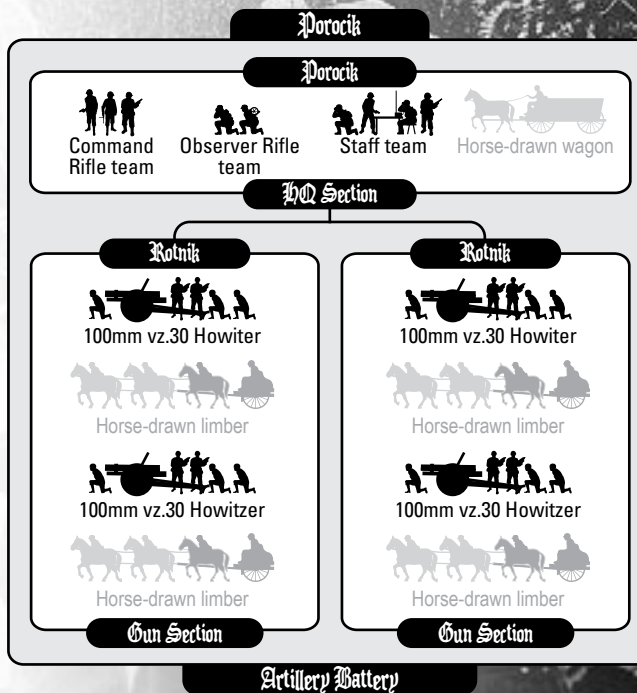 Porocik
Porocik
Command
Rifle team
Observer Rifle
team
Staff team
Horse-drawn wagon
HQ Section
Rotnik
100mm vz.30 Howiter
Horse-drawn limber
100mm vz.30 Howitzer
Horse-drawn limber
Gun Section
Rotnik
100mm vz.30 Howiter
Horse-drawn limber
100mm vz.30 Howitzer
Horse-drawn limber
Gun Section
Artillery Battery